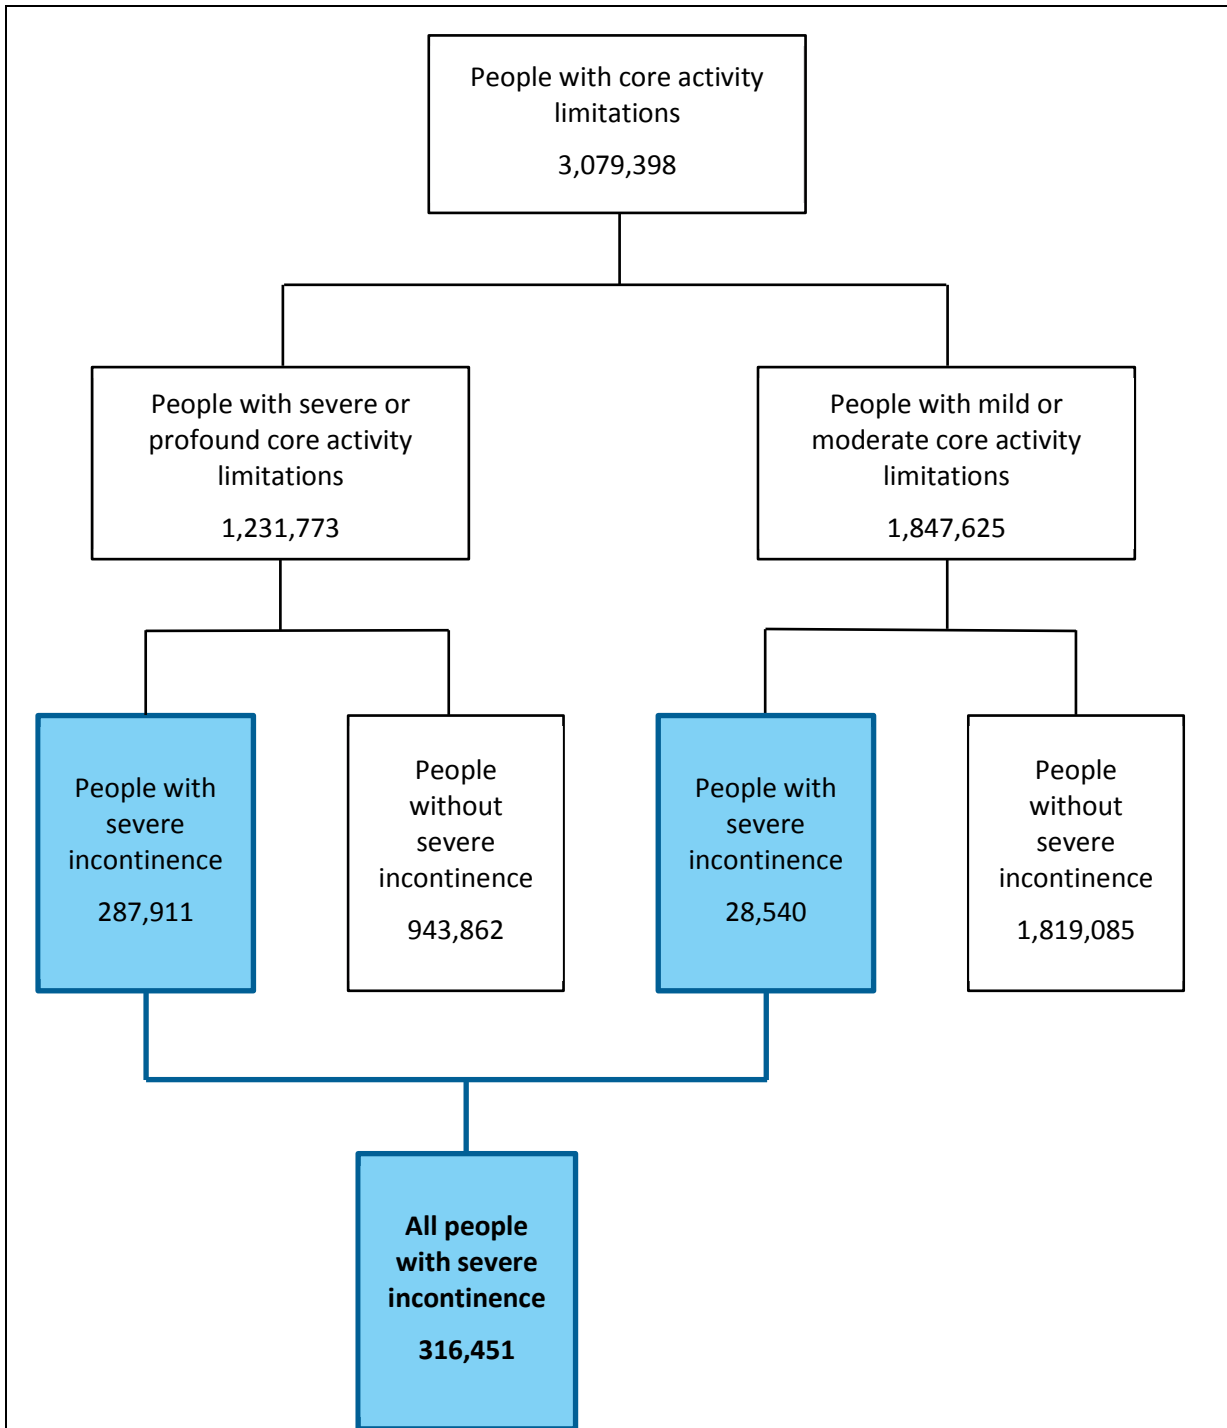 People with core activity
limitations
3,079,398
People with severe or
profound core activity
limitations
1,231,773
People with mild or
moderate core activity
limitations
1,847,625
People with
severe
incontinence
287,911
People
without
severe
incontinence
943,862
People with
severe
incontinence
28,540
People
without
severe
incontinence
1,819,085
All people
with severe
incontinence
316,451